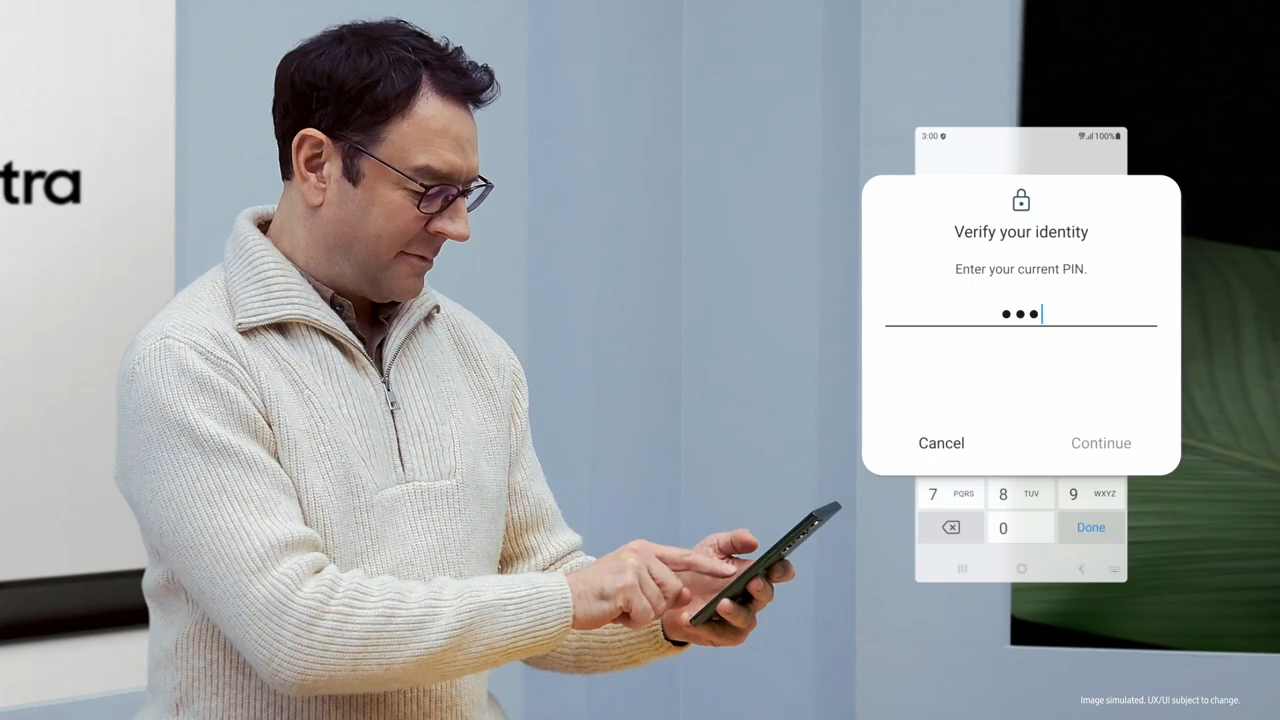 tra
3:00
100%
Verify your identity
Enter your current PIN.
Cancel
Continue
7 PQRS
8 TUV
9 WXYZ
0
Done
Image simulated. UX/UI subject to change.